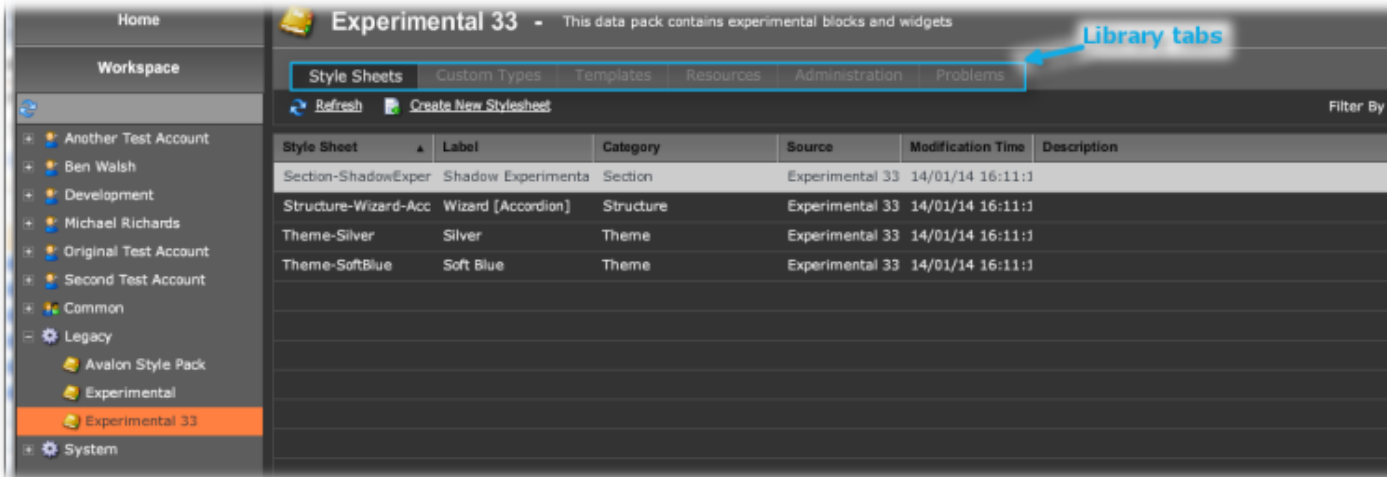 Home
Experimental 33 - This data pack contains experimental blocks and widgets
Library tabs
Workspace
Style Sheets Custom Types Templates Resources Administration Problems
Refresh Create New Stylesheet Filter By
Another Test Account
Ben Walsh
Development
Michael Richards
Original Test Account
Second Test Account
Common
Legacy
Avalon Style Pack
Experimental
Experimental 33
System
Style Sheet Label Category Source Modification Time Description
Section-ShadowExper Shadow Experimenta Section Experimental 33 14/01/14 16:11:1
Structure-Wizard-Acc Wizard [Accordion] Structure Experimental 33 14/01/14 16:11:1
Theme-Silver Silver Theme Experimental 33 14/01/14 16:11:1
Theme-SoftBlue Soft Blue Theme Experimental 33 14/01/14 16:11:1